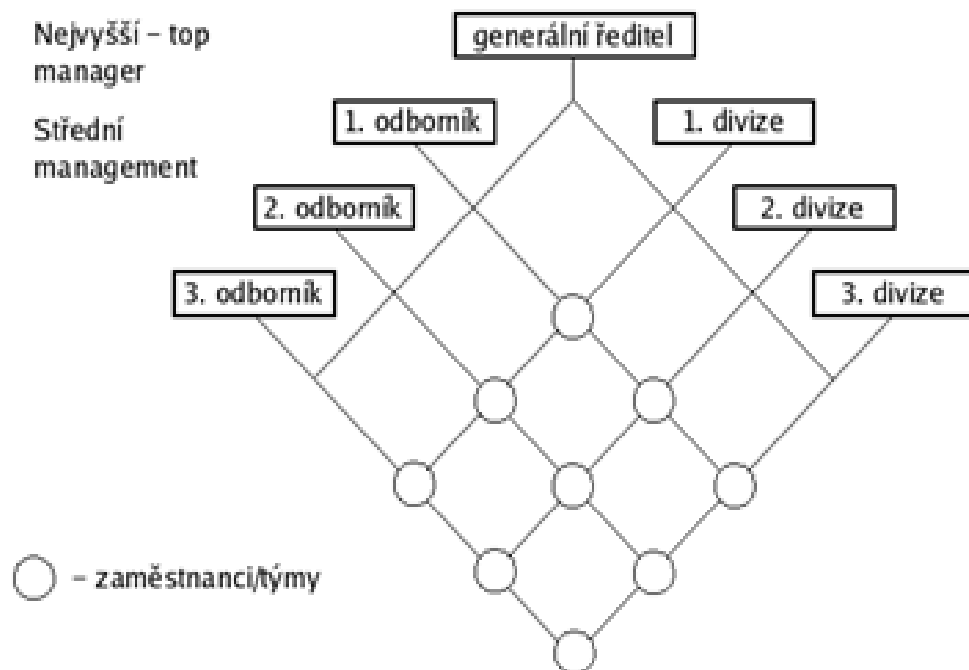 Nejvyšší – top
manager
generální ředitel
Střední
management
1. odborník
1. divize
2. odborník
2. divize
3. odborník
3. divize
– zaměstnanci/týmy